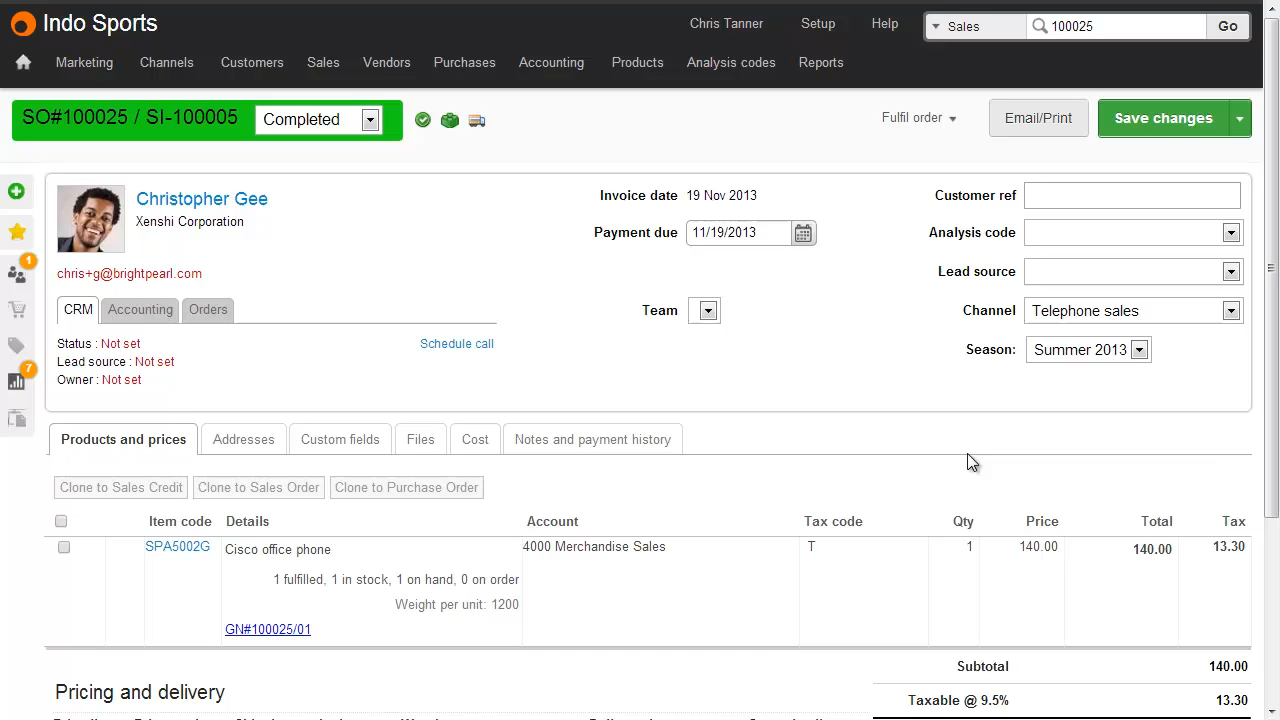 Indo Sports
Chris Tanner Setup Help Sales 100025 Go
Marketing Channels Customers Sales Vendors Purchases Accounting Products Analysis codes Reports
SO#100025 / SI-100005 Completed Fulfil order Email/Print Save changes
Christopher Gee
Xenshi Corporation
chris+g@brightpearl.com
CRM Accounting Orders
Status : Not set Schedule call
Lead source : Not set
Owner : Not set
Invoice date 19 Nov 2013
Payment due 11/19/2013
Team
Customer ref
Analysis code
Lead source
Channel Telephone sales
Season: Summer 2013
1
7
Products and prices Addresses Custom fields Files Cost Notes and payment history
Clone to Sales Credit Clone to Sales Order Clone to Purchase Order
Item code Details Account Tax code Qty Price Total Tax
SPA5002G Cisco office phone 4000 Merchandise Sales T 1 140.00 140.00 13.30
1 fulfilled, 1 in stock, 1 on hand, 0 on order
Weight per unit: 1200
GN#100025/01
Subtotal 140.00
Pricing and delivery
Taxable @ 9.5% 13.30